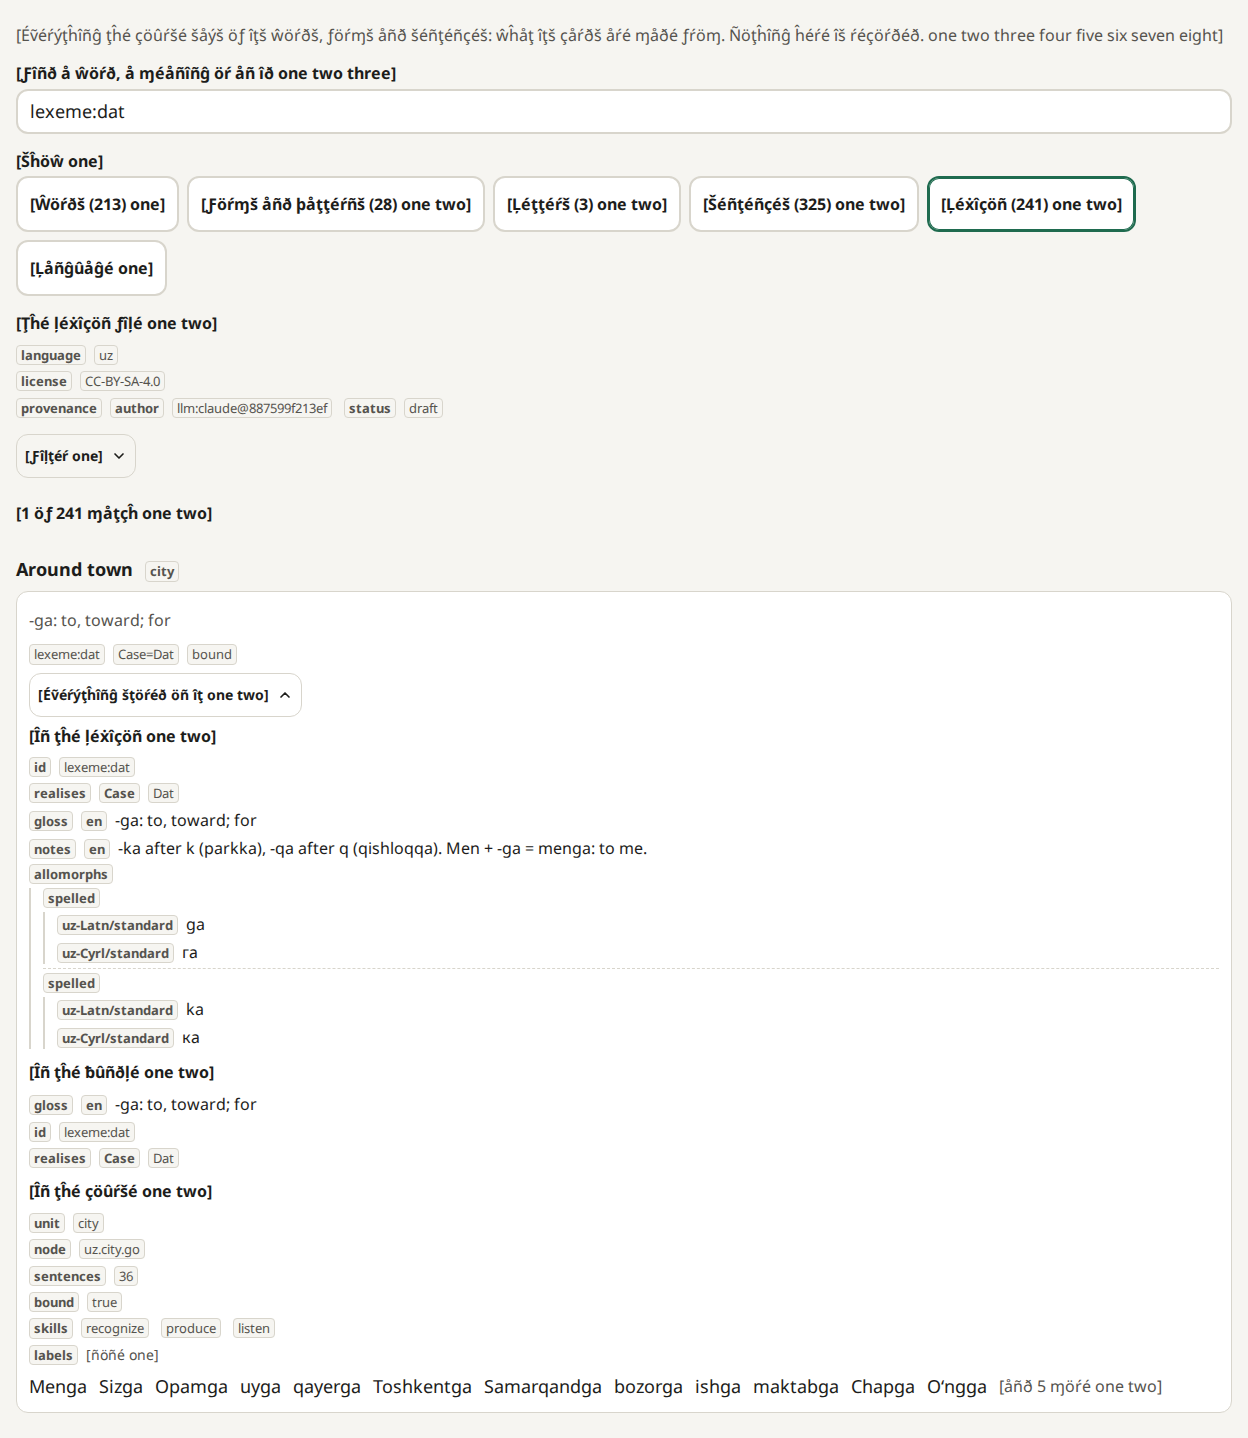 [Éṽéŕýţĥîñĝ ţĥé çöûŕšé šåýš öƒ îţš ŵöŕðš, ƒöŕɱš åñð šéñţéñçéš: ŵĥåţ îţš çåŕðš åŕé ɱåðé ƒŕöɱ. Ñöţĥîñĝ ĥéŕé îš ŕéçöŕðéð. one two three four five six seven eight]
[Ƒîñð å ŵöŕð, å ɱéåñîñĝ öŕ åñ îð one two three]
lexeme:dat
[Šĥöŵ one]
[Ŵöŕðš (213) one] [Ƒöŕɱš åñð þåţţéŕñš (28) one two] [Ļéţţéŕš (3) one two] [Šéñţéñçéš (325) one two] [Ļéẋîçöñ (241) one two]
[Ļåñĝûåĝé one]
[Ţĥé ļéẋîçöñ ƒîļé one two]
language uz
license CC-BY-SA-4.0
provenance author llm:claude@887599f213ef status draft
[Ƒîļţéŕ one]
[1 öƒ 241 ɱåţçĥ one two]
Around town city
-ga: to, toward; for
lexeme:dat Case=Dat bound
[Éṽéŕýţĥîñĝ šţöŕéð öñ îţ one two]
[Îñ ţĥé ļéẋîçöñ one two]
id lexeme:dat
realises Case Dat
gloss en -ga: to, toward; for
notes en -ka after k (parkka), -qa after q (qishloqqa). Men + -ga = menga: to me.
allomorphs
spelled
uz-Latn/standard ga
uz-Cyrl/standard га
spelled
uz-Latn/standard ka
uz-Cyrl/standard ка
[Îñ ţĥé ƀûñðļé one two]
gloss en -ga: to, toward; for
id lexeme:dat
realises Case Dat
[Îñ ţĥé çöûŕšé one two]
unit city
node uz.city.go
sentences 36
bound true
skills recognize produce listen
labels [ñöñé one]
Menga Sizga Opamga uyga qayerga Toshkentga Samarqandga bozorga ishga maktabga Chapga Oʻngga [åñð 5 ɱöŕé one two]